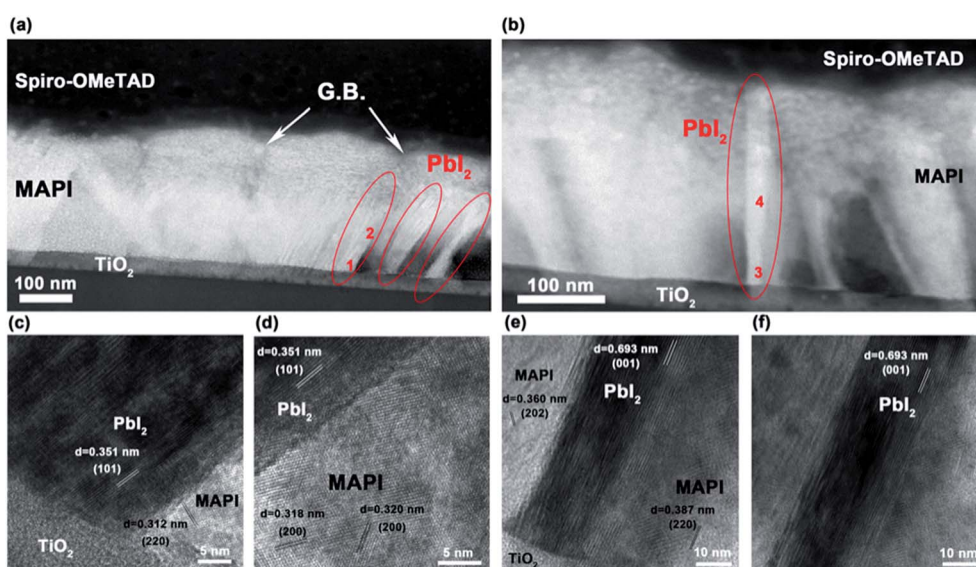 (a)
Spiro-OMeTAD
G.B.
PbI₂
MAPI
2
1
TiO₂
100 nm
(b)
Spiro-OMeTAD
PbI₂
MAPI
4
3
100 nm
TiO₂
(c)
PbI₂
d=0.351 nm
(101)
MAPI
d=0.312 nm
(220)
TiO₂
5 nm
(d)
d=0.351 nm
(101)
PbI₂
MAPI
d=0.318 nm
(200)
d=0.320 nm
(200)
5 nm
(e)
d=0.693 nm
(001)
MAPI
PbI₂
d=0.360 nm
(202)
MAPI
d=0.387 nm
(220)
TiO₂
10 nm
(f)
d=0.693 nm
(001)
PbI₂
10 nm